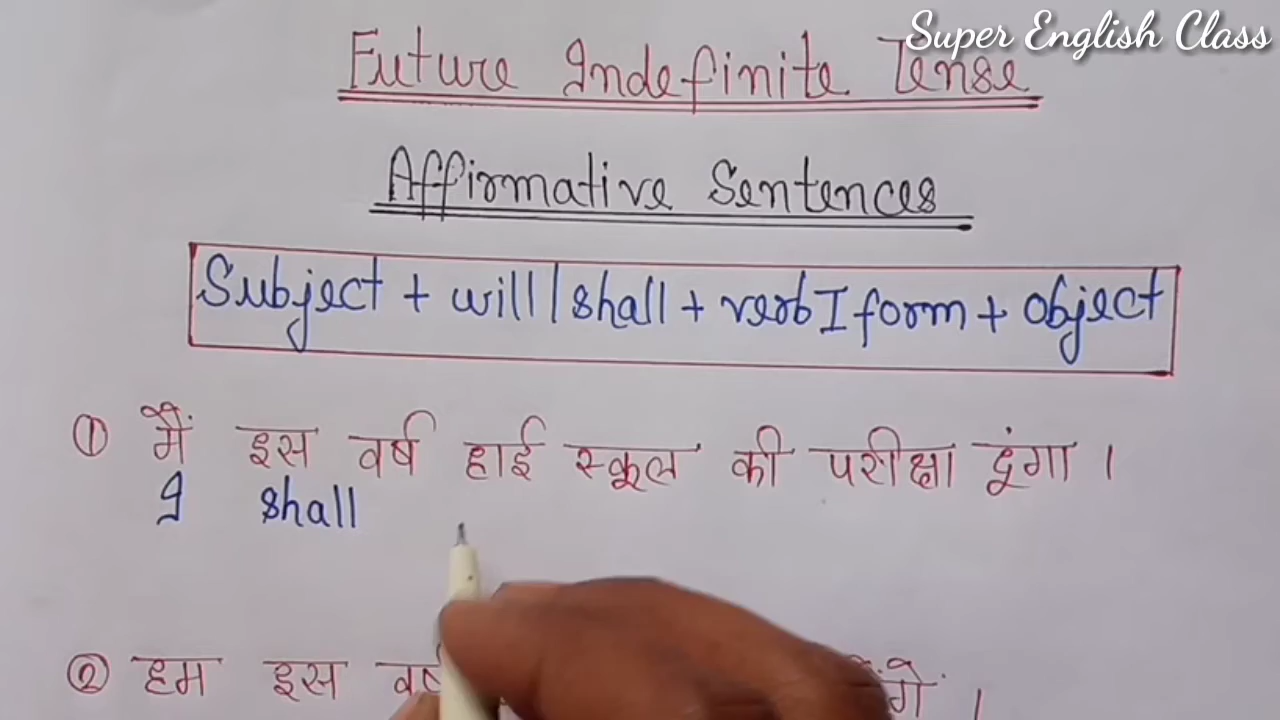 Super English Class
Future Indefinite Tense
Affirmative Sentences
Subject + will/shall + verb I form + object
① मैं इस वर्ष हाई स्कूल की परीक्षा दूंगा ।
I shall
② हम इस वर्ष ।